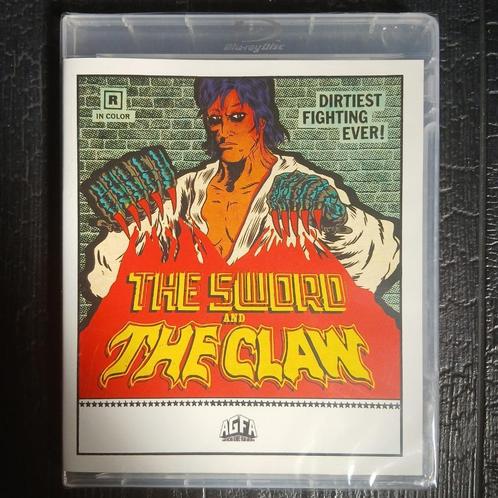 Blu-ray Disc
R
IN COLOR
DIRTIEST
FIGHTING
EVER!
THE SWORD
AND
THE CLAW
AGFA